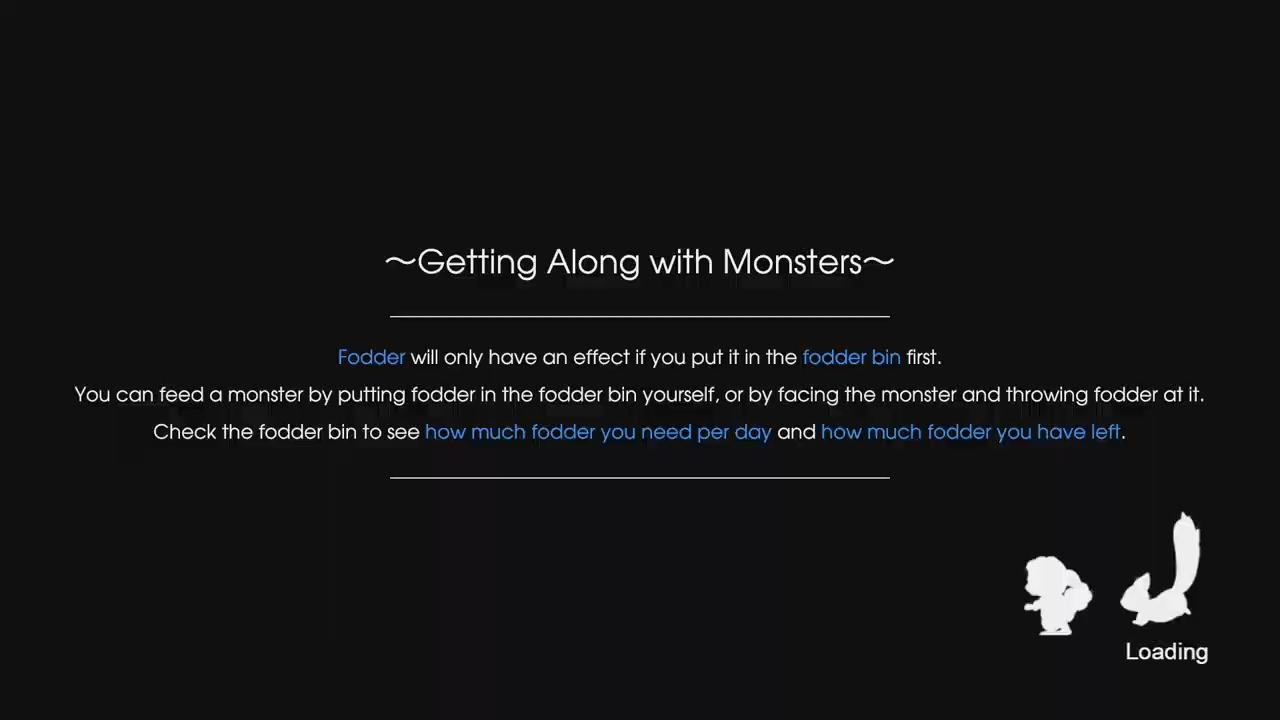 ～Getting Along with Monsters～
Fodder will only have an effect if you put it in the fodder bin first.
You can feed a monster by putting fodder in the fodder bin yourself, or by facing the monster and throwing fodder at it.
Check the fodder bin to see how much fodder you need per day and how much fodder you have left.
Loading